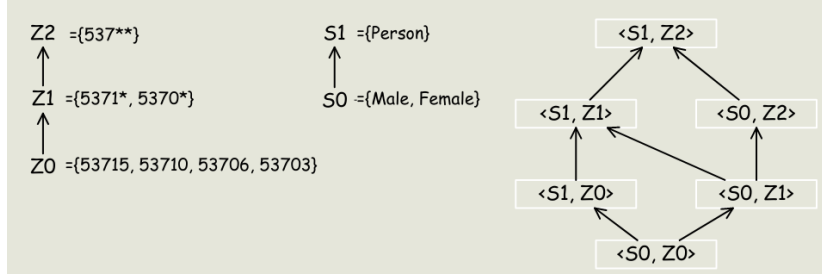 Z2 ={537**}
Z1 ={5371*, 5370*}
Z0 ={53715, 53710, 53706, 53703}
S1 ={Person}
S0 ={Male, Female}
<S1, Z2>
<S1, Z1> <S0, Z2>
<S1, Z0> <S0, Z1>
<S0, Z0>